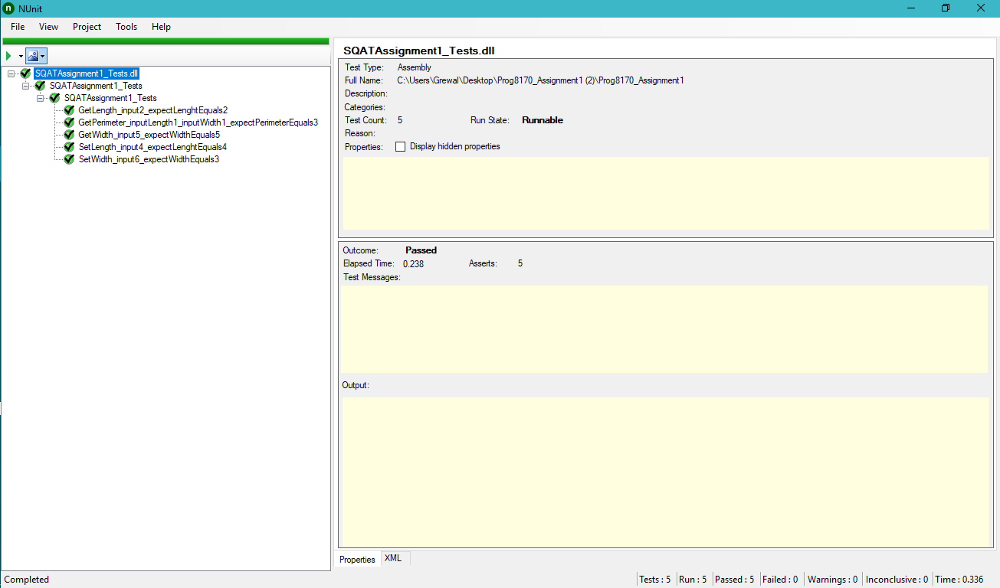 n NUnit
File View Project Tools Help
SQATAssignment1_Tests.dll
SQATAssignment1_Tests
SQATAssignment1_Tests
GetLength_input2_expectLenghtEquals2
GetPerimeter_inputLength1_inputWidth1_expectPerimeterEquals3
GetWidth_input5_expectWidthEquals5
SetLength_input4_expectLenghtEquals4
SetWidth_input6_expectWidthEquals3
SQATAssignment1_Tests.dll
Test Type: Assembly
Full Name: C:\Users\Grewal\Desktop\Prog8170_Assignment1 (2)\Prog8170_Assignment1
Description:
Categories:
Test Count: 5 Run State: Runnable
Reason:
Properties: Display hidden properties
Outcome: Passed
Elapsed Time: 0.238 Asserts: 5
Test Messages:
Output:
Properties XML
Completed Tests : 5 Run : 5 Passed : 5 Failed : 0 Warnings : 0 Inconclusive : 0 Time : 0.336